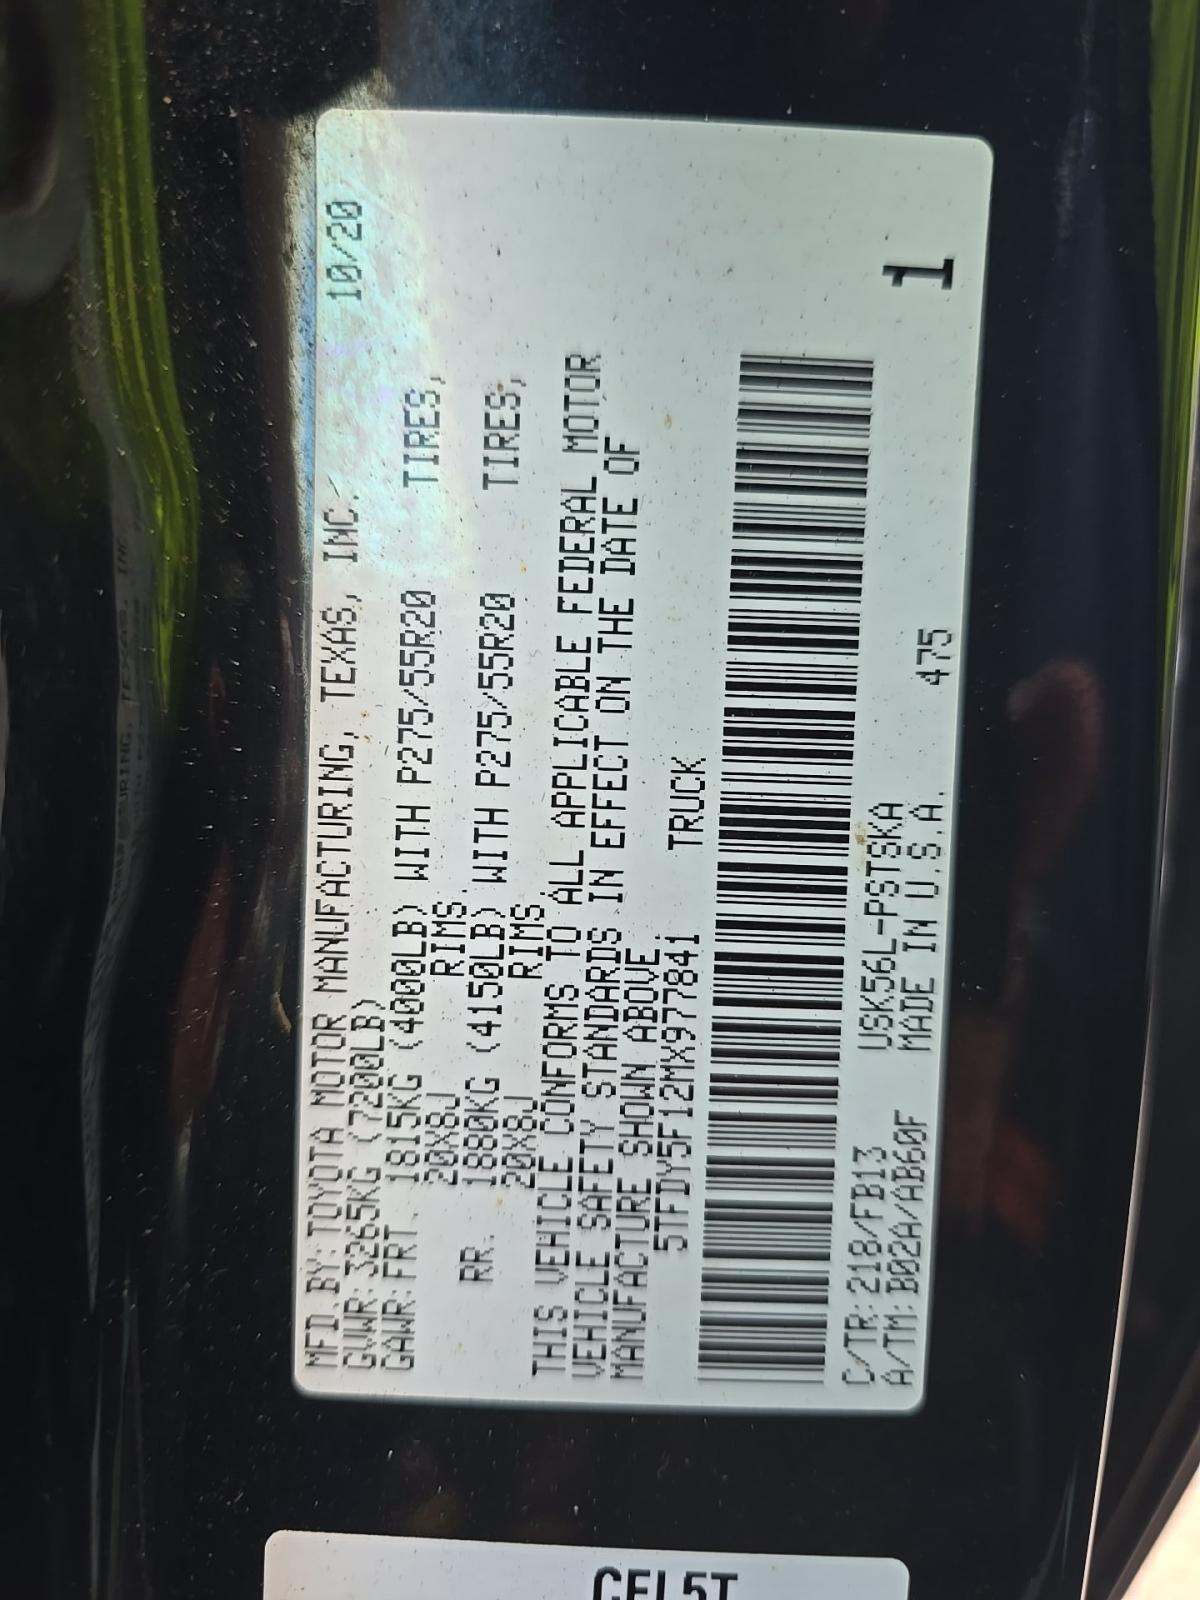 MFD.BY:TOYOTA MOTOR MANUFACTURING, TEXAS, INC. 10/20
GVWR:3265KG (7200LB)
GAWR:FRT. 1815KG (4000LB) WITH P275/55R20 TIRES,
20X8J RIMS.
RR. 1880KG (4150LB) WITH P275/55R20 TIRES,
20X8J RIMS.
THIS VEHICLE CONFORMS TO ALL APPLICABLE FEDERAL MOTOR
VEHICLE SAFETY STANDARDS IN EFFECT ON THE DATE OF
MANUFACTURE SHOWN ABOVE.
5TFDY5F12MX977841 TRUCK
C/TR:218/FB13 USK56L-PSTSKA 1
A/TM:B02A/AB60F MADE IN U.S.A. 475